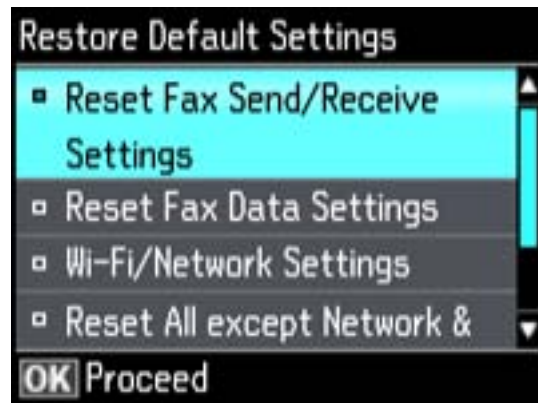 Restore Default Settings
Reset Fax Send/Receive
Settings
Reset Fax Data Settings
Wi-Fi/Network Settings
Reset All except Network &
OK Proceed